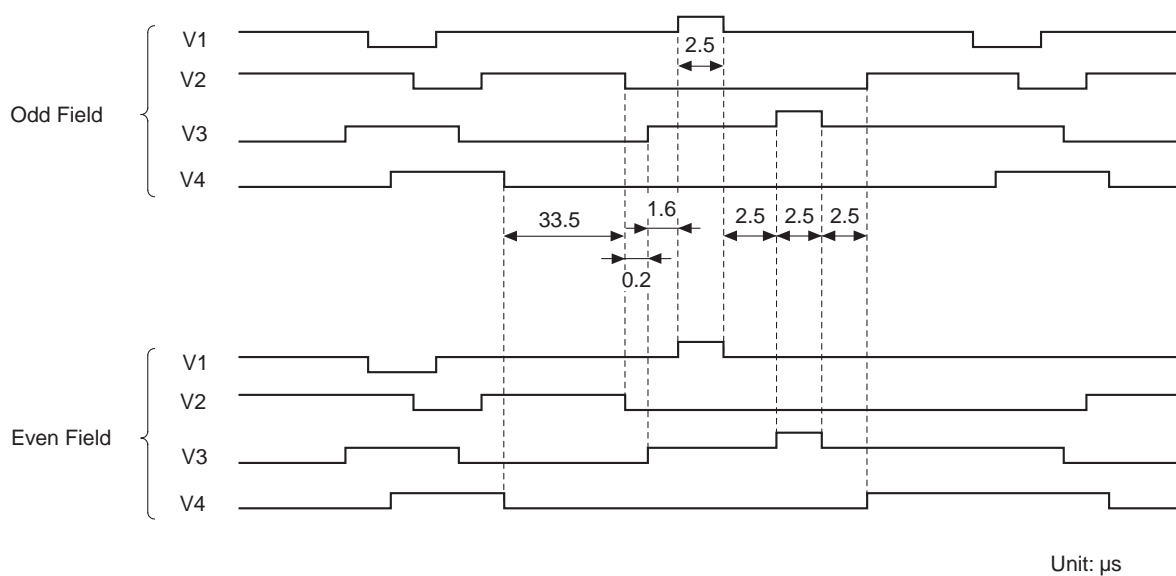 Odd Field
V1
2.5
V2
V3
V4
33.5
1.6
2.5 2.5 2.5
0.2
Even Field
V1
V2
V3
V4
Unit: µs